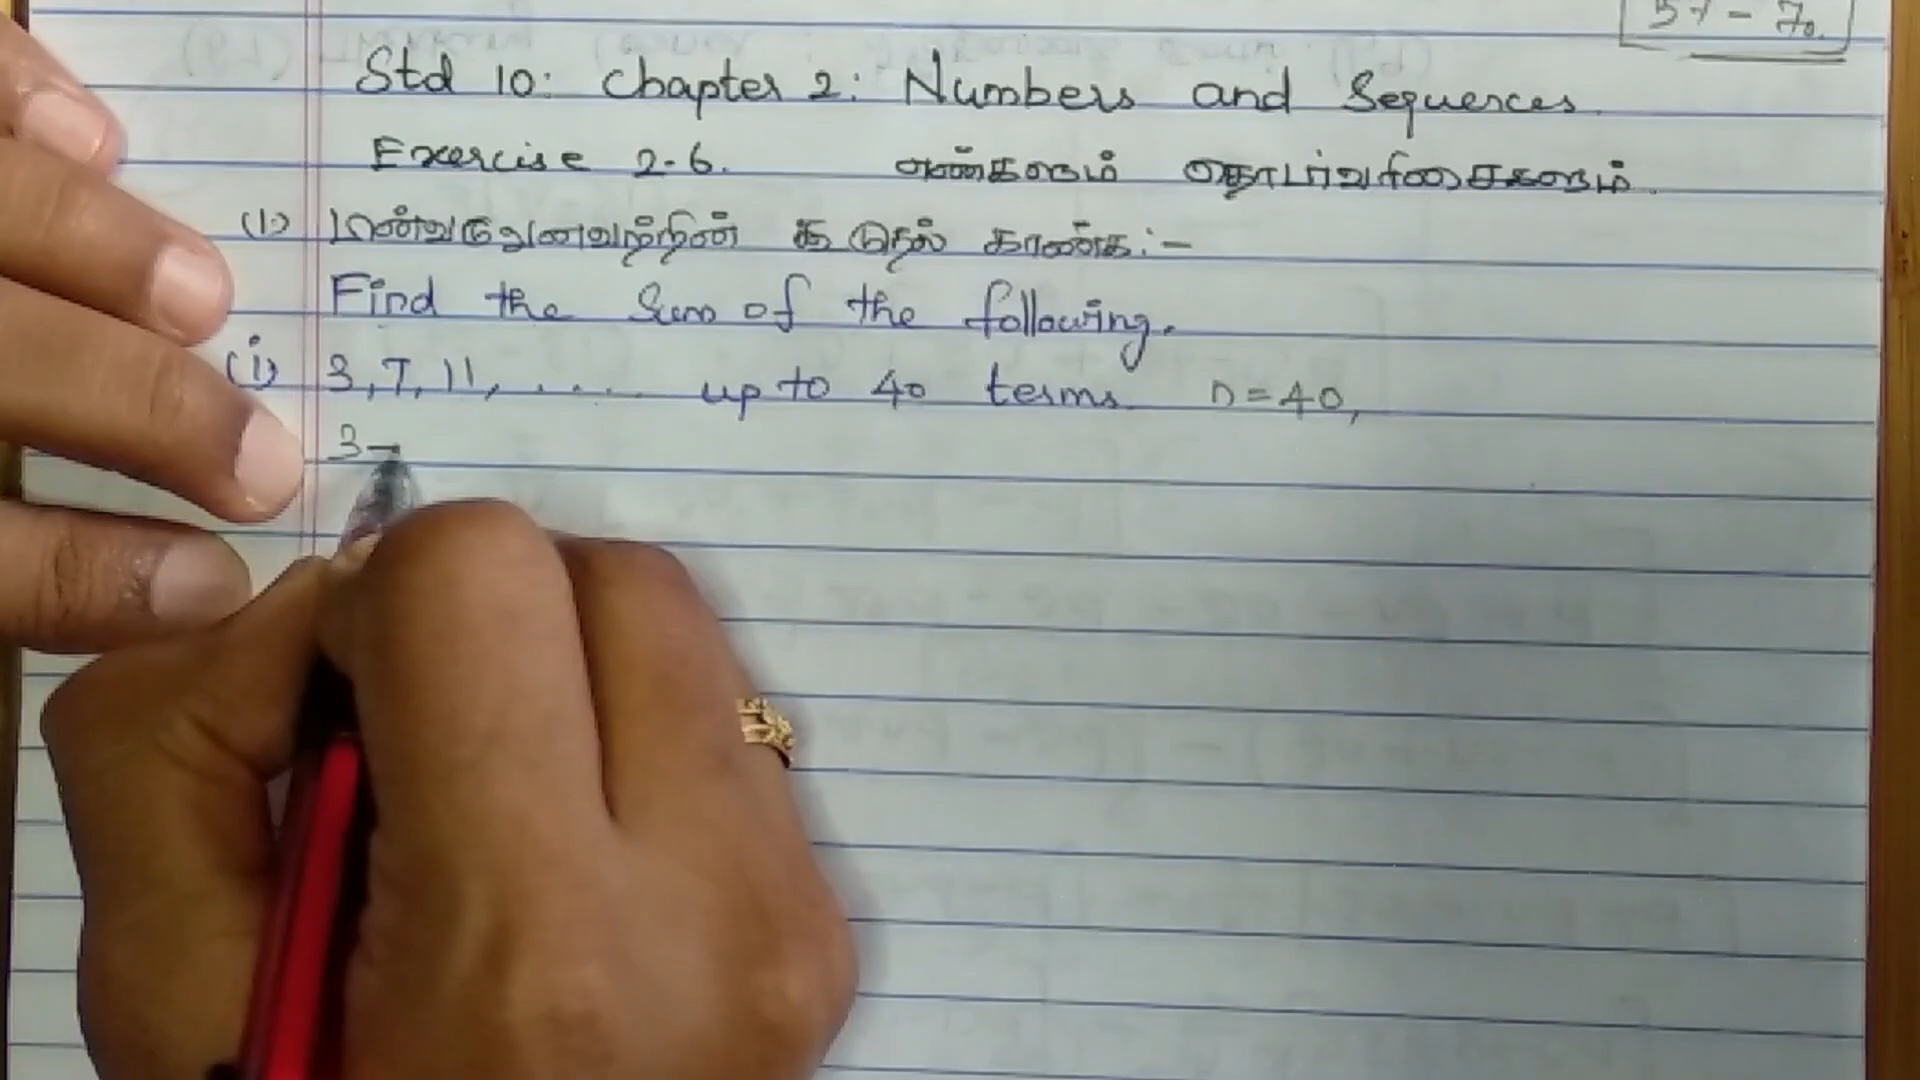 57 - 70.
Std 10: Chapter 2: Numbers and Sequences.
Exercise 2.6. எண்களும் தொடர்வரிசைகளும்.
(1.) பின்வருவனவற்றின் கூடுதல் காண்க:-
Find the Sum of the following.
(i) 3, 7, 11, ..... up to 40 terms. n = 40,
3